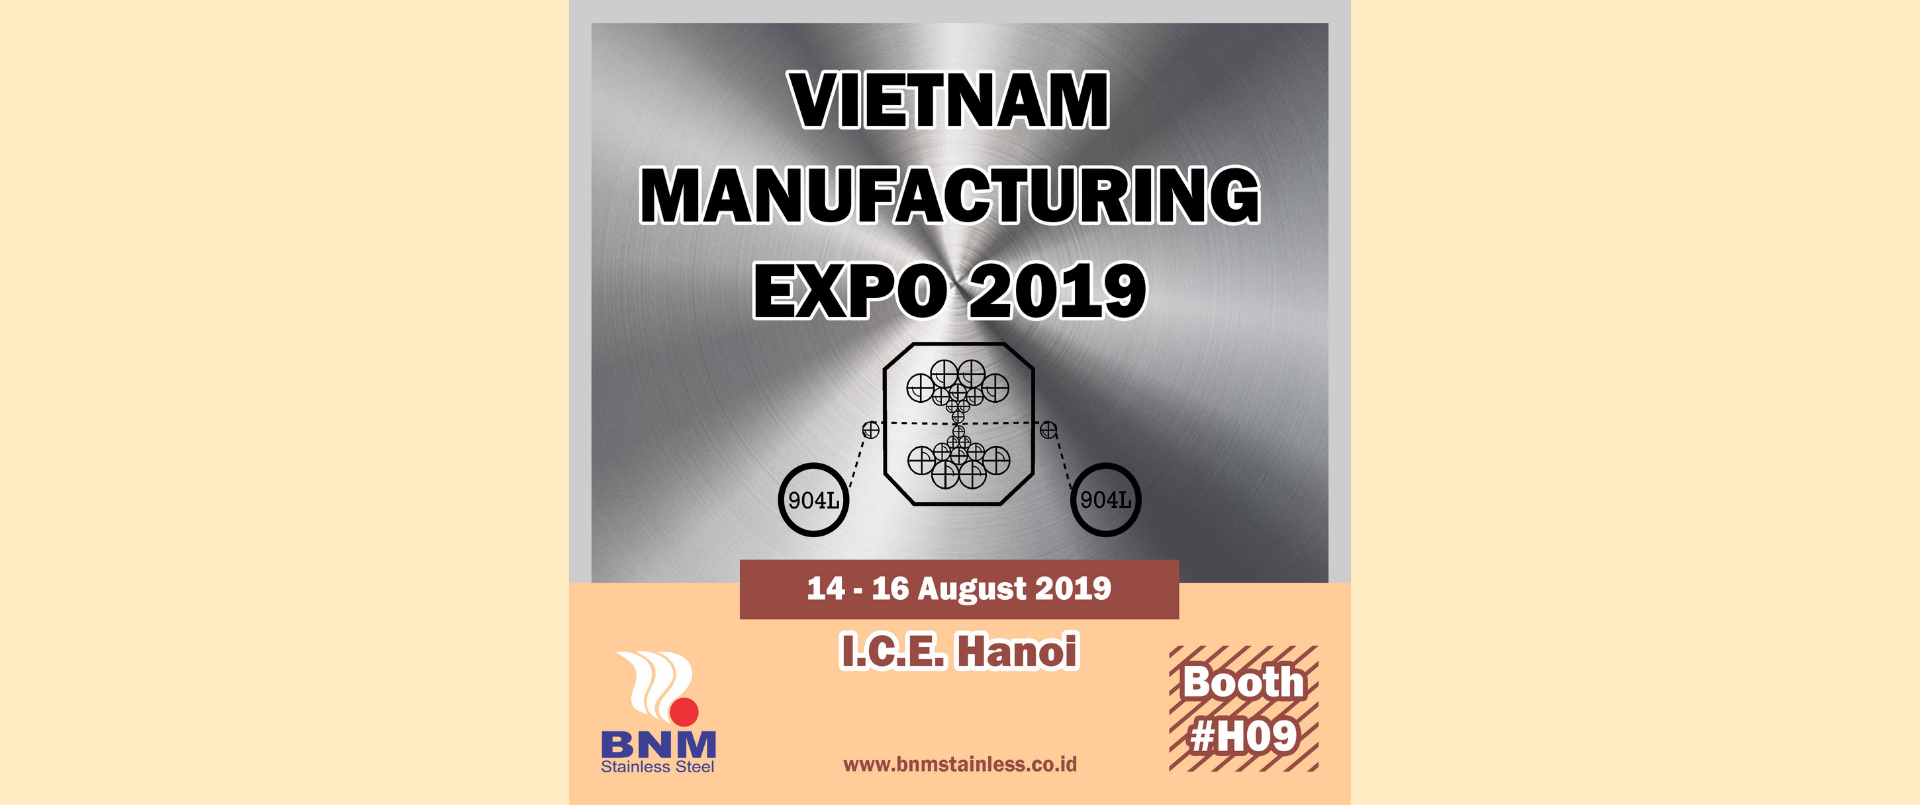 VIETNAM
MANUFACTURING
EXPO 2019
904L
904L
14 - 16 August 2019
I.C.E. Hanoi
Booth
#H09
BNM
Stainless Steel
www.bnmstainless.co.id